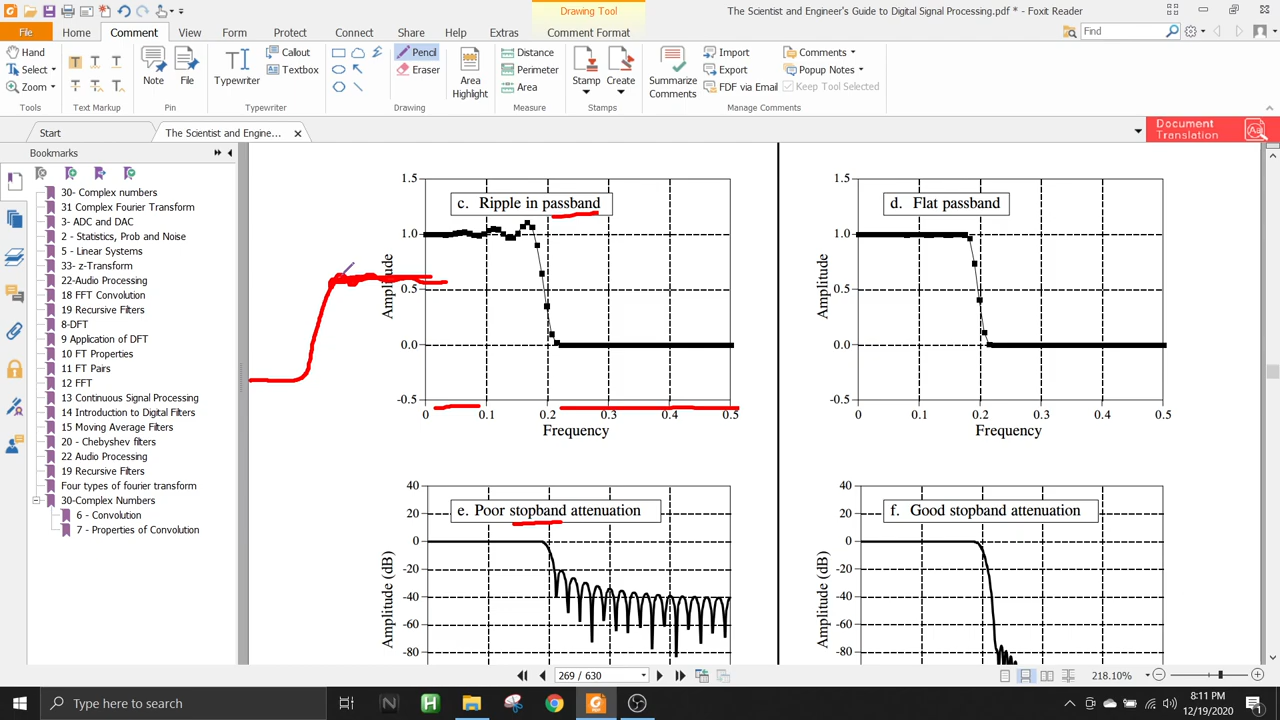 The Scientist and Engineer's Guide to Digital Signal Processing.pdf * - Foxit Reader
Drawing Tool
File Home Comment View Form Protect Connect Share Help Extras Comment Format
Find
Hand
Select
Zoom
Tools
Text Markup
Note
File
Pin
Typewriter
Callout
Textbox
Typewriter
Pencil
Eraser
Drawing
Area Highlight
Distance
Perimeter
Area
Measure
Stamp
Create
Stamps
Summarize Comments
Import
Export
FDF via Email
Comments
Popup Notes
Keep Tool Selected
Manage Comments
Start
The Scientist and Engine...
Document Translation
Bookmarks
30- Complex numbers
31 Complex Fourier Transform
3- ADC and DAC
2 - Statistics, Prob and Noise
5 - Linear Systems
33- z-Transform
22-Audio Processing
18 FFT Convolution
19 Recursive Filters
8-DFT
9 Application of DFT
10 FT Properties
11 FT Pairs
12 FFT
13 Continuous Signal Processing
14 Introduction to Digital Filters
15 Moving Average Filters
20 - Chebyshev filters
22 Audio Processing
19 Recursive Filters
Four types of fourier transform
30-Complex Numbers
6 - Convolution
7 - Properties of Convolution
c. Ripple in passband
1.5
1.0
0.5
0.0
-0.5
Amplitude
0 0.1 0.2 0.3 0.4 0.5
Frequency
d. Flat passband
1.5
1.0
0.5
0.0
-0.5
Amplitude
0 0.1 0.2 0.3 0.4 0.5
Frequency
e. Poor stopband attenuation
40
20
0
-20
-40
-60
-80
Amplitude (dB)
f. Good stopband attenuation
40
20
0
-20
-40
-60
-80
Amplitude (dB)
269 / 630
218.10%
Type here to search
8:11 PM
12/19/2020